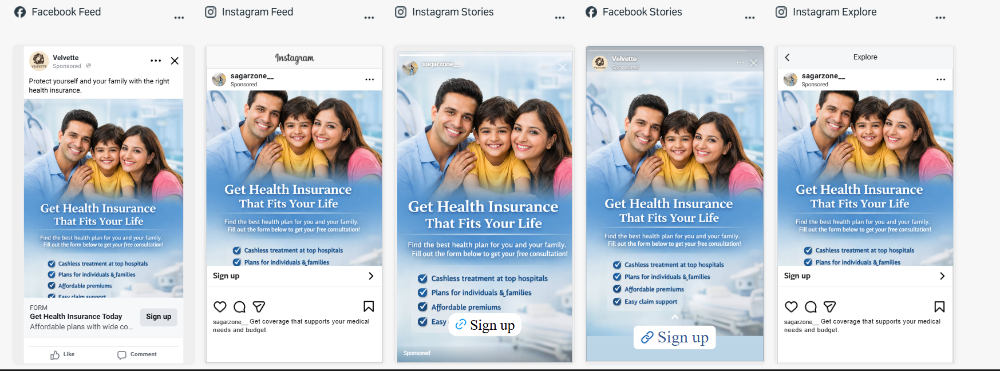 Facebook Feed
Instagram Feed
Instagram Stories
Facebook Stories
Instagram Explore
Velvette
Sponsored ·
Protect yourself and your family with the right
health insurance.
Get Health Insurance
That Fits Your Life
Find the best health plan for you and your family.
Fill out the form below to get your free consultation!
Cashless treatment at top hospitals
Plans for individuals & families
Affordable premiums
Easy claim support
FORM
Get Health Insurance Today
Affordable plans with wide co...
Sign up
Like
Comment
Instagram
sagarzone__
Sponsored
Get Health Insurance
That Fits Your Life
Find the best health plan for you and your family.
Fill out the form below to get your free consultation!
Cashless treatment at top hospitals
Plans for individuals & families
Sign up
sagarzone__ Get coverage that supports your medical
needs and budget.
sagarzone__
Get Health Insurance
That Fits Your Life
Find the best health plan for you and your family.
Fill out the form below to get your free consultation!
Cashless treatment at top hospitals
Plans for individuals & families
Affordable premiums
Easy
Sign up
Sponsored
Velvette
Sponsored
Get Health Insurance
That Fits Your Life
Find the best health plan for you and your family.
Fill out the form below to get your free consultation!
Cashless treatment at top hospitals
Plans for individuals & families
Affordable premiums
Easy claim support
Sign up
Explore
sagarzone__
Sponsored
Get Health Insurance
That Fits Your Life
Find the best health plan for you and your family.
Fill out the form below to get your free consultation!
Cashless treatment at top hospitals
Plans for individuals & families
Sign up
sagarzone__ Get coverage that supports your medical
needs and budget.